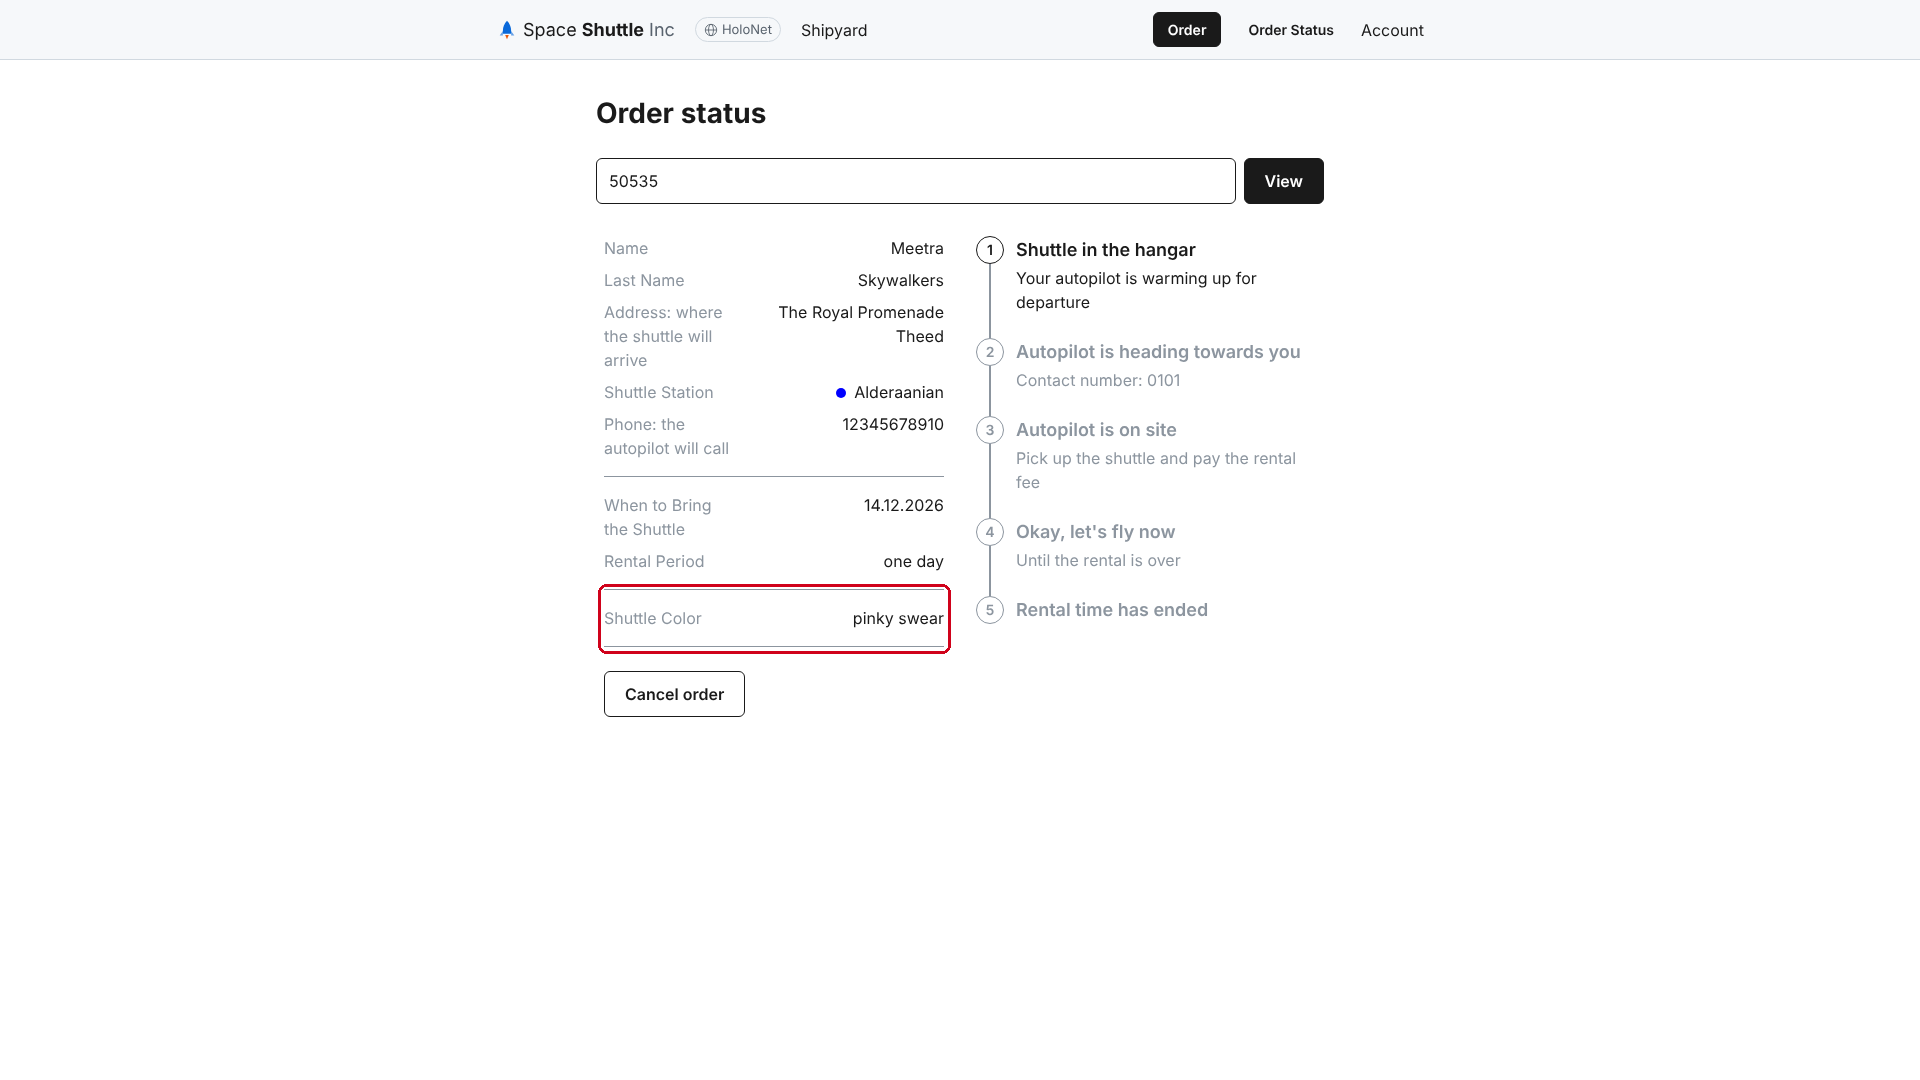 Space Shuttle Inc
HoloNet
Shipyard
Order
Order Status
Account
Order status
50535
View
Name
Meetra
Last Name
Skywalkers
Address: where
the shuttle will
arrive
The Royal Promenade
Theed
Shuttle Station
Alderaanian
Phone: the
autopilot will call
12345678910
When to Bring
the Shuttle
14.12.2026
Rental Period
one day
Shuttle Color
pinky swear
Cancel order
1
Shuttle in the hangar
Your autopilot is warming up for
departure
2
Autopilot is heading towards you
Contact number: 0101
3
Autopilot is on site
Pick up the shuttle and pay the rental
fee
4
Okay, let's fly now
Until the rental is over
5
Rental time has ended